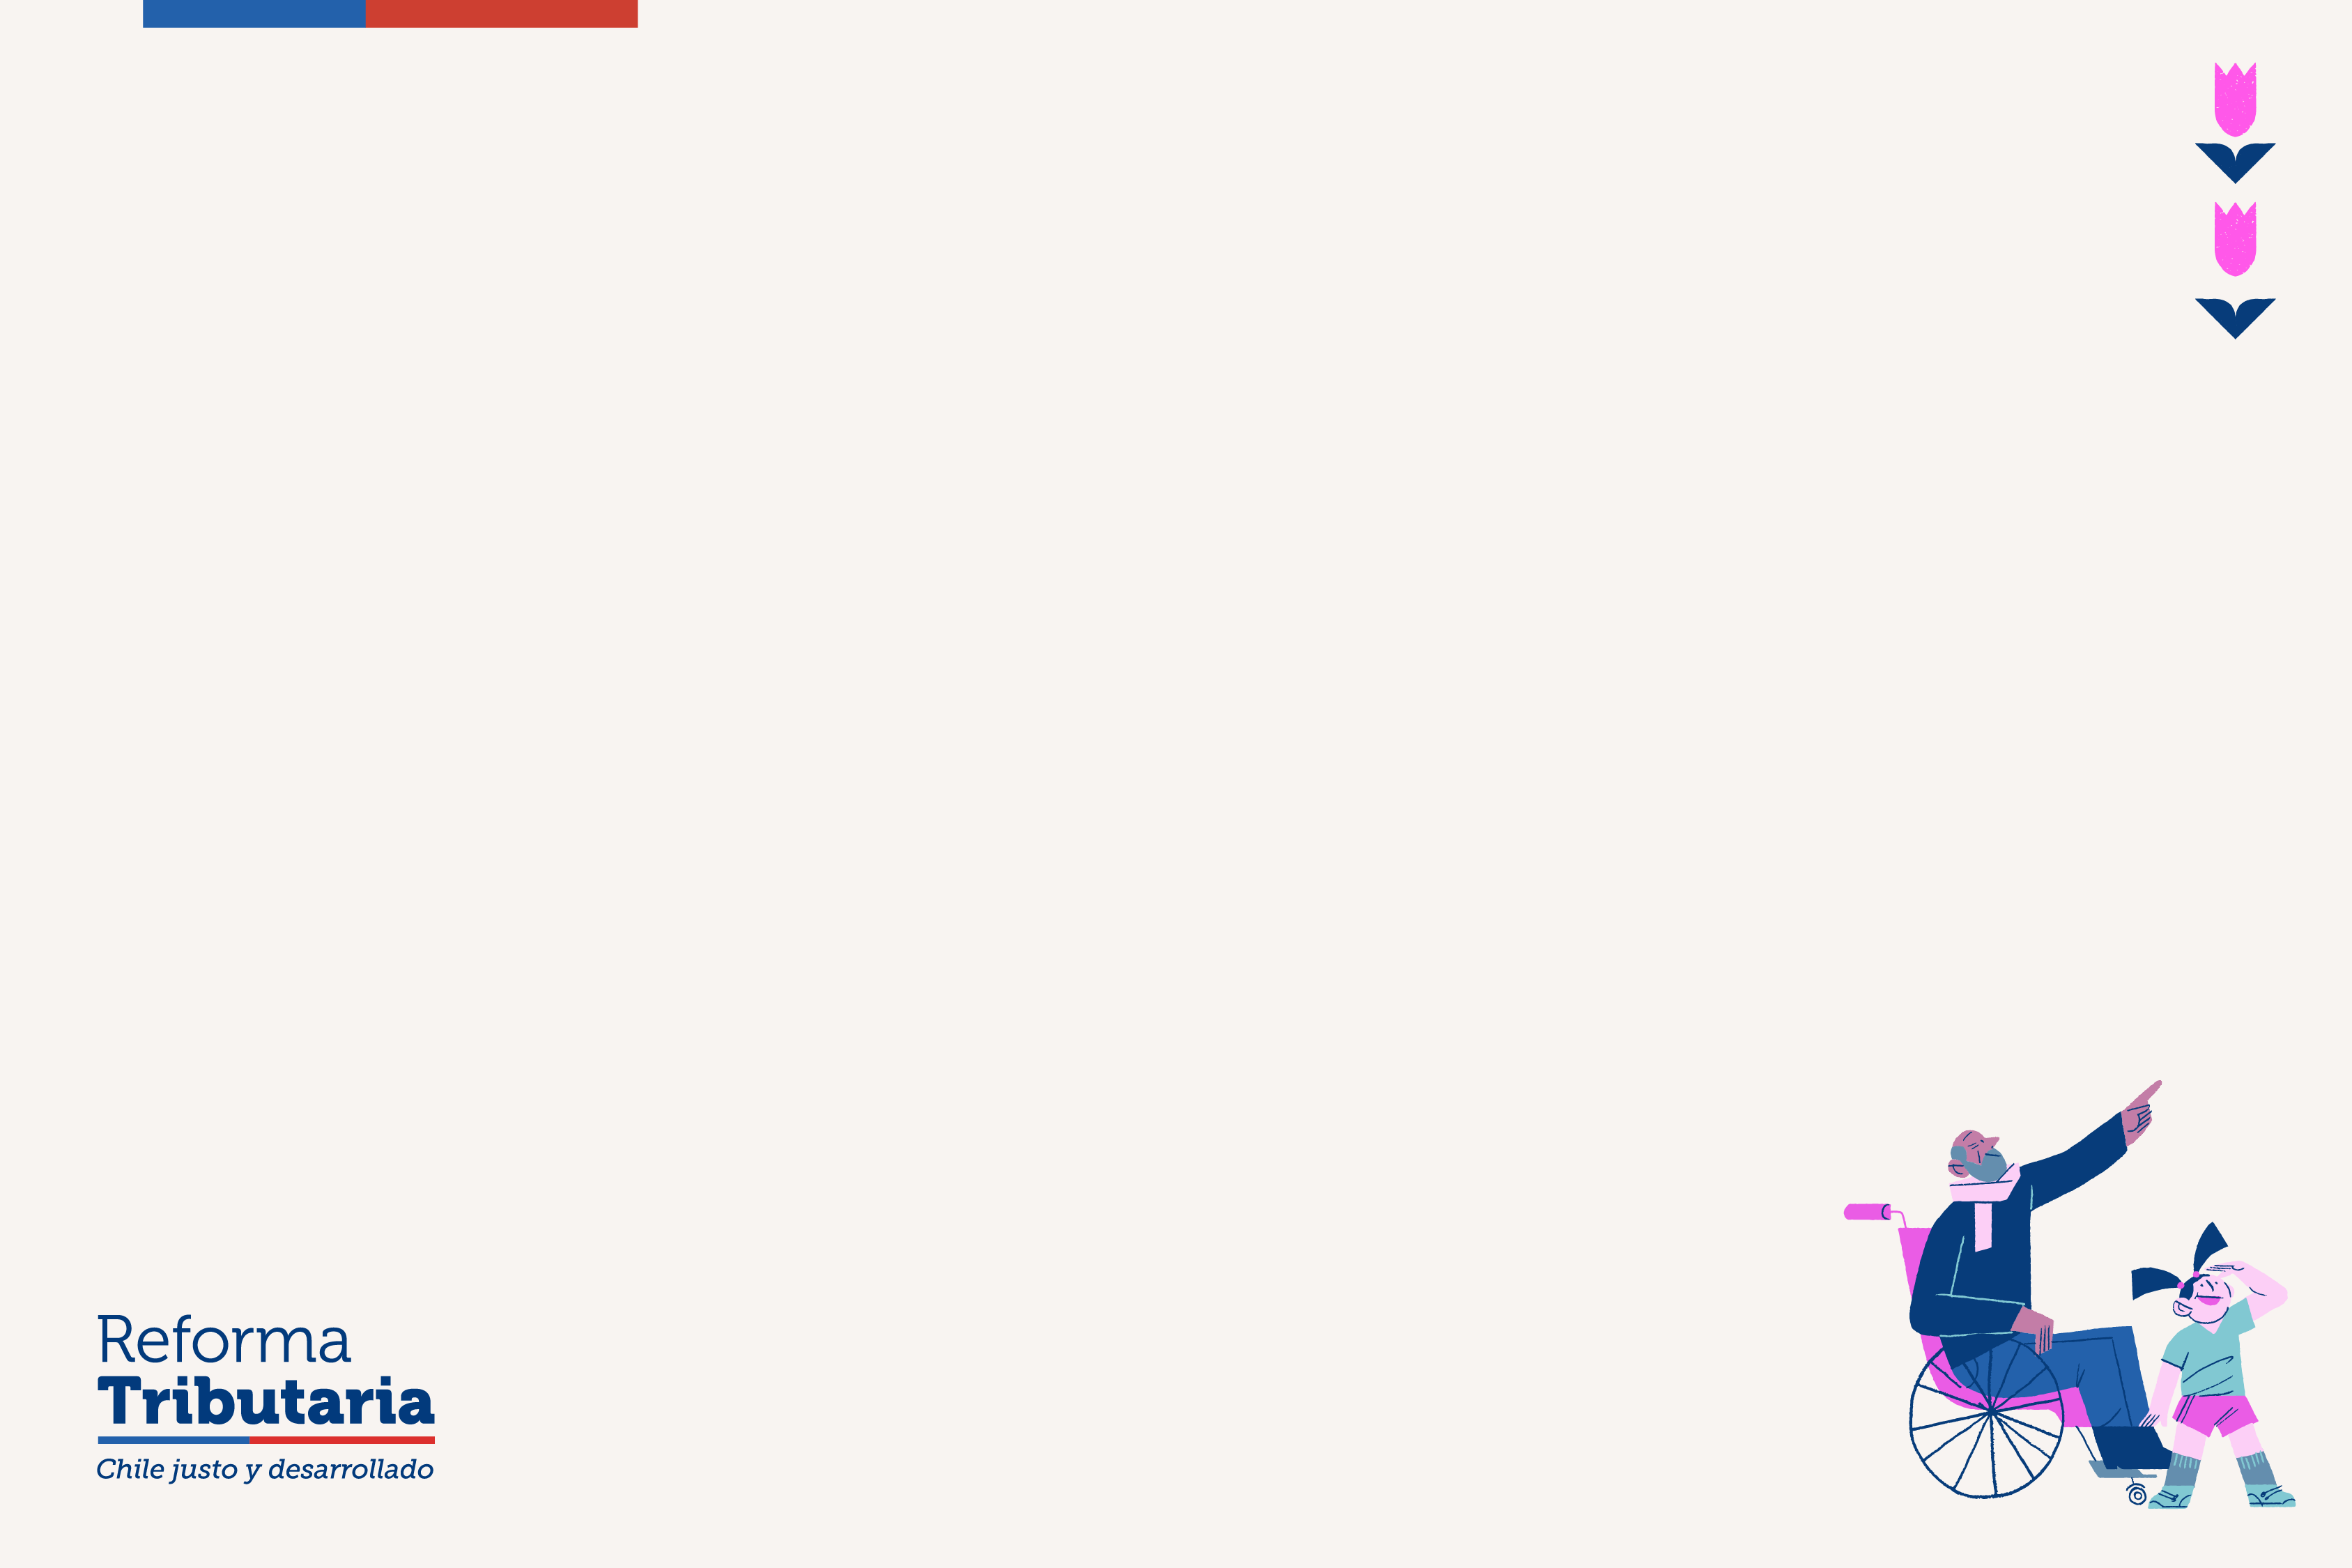 Reforma
Tributaria
Chile justo y desarrollado